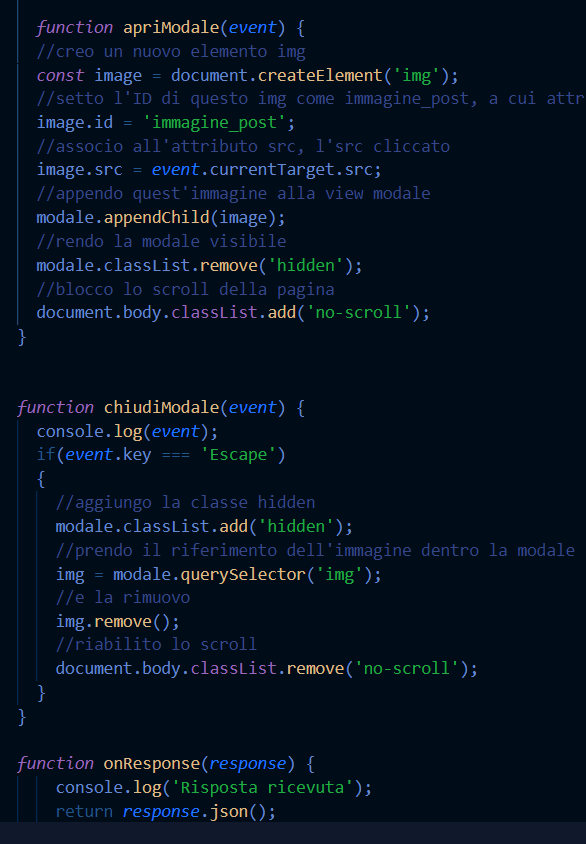 function apriModale(event) {
//creo un nuovo elemento img
const image = document.createElement('img');
//setto l'ID di questo img come immagine_post, a cui attr
image.id = 'immagine_post';
//associo all'attributo src, l'src cliccato
image.src = event.currentTarget.src;
//appendo quest'immagine alla view modale
modale.appendChild(image);
//rendo la modale visibile
modale.classList.remove('hidden');
//blocco lo scroll della pagina
document.body.classList.add('no-scroll');
}
function chiudiModale(event) {
console.log(event);
if(event.key === 'Escape')
{
//aggiungo la classe hidden
modale.classList.add('hidden');
//prendo il riferimento dell'immagine dentro la modale
img = modale.querySelector('img');
//e la rimuovo
img.remove();
//riabilito lo scroll
document.body.classList.remove('no-scroll');
}
}
function onResponse(response) {
console.log('Risposta ricevuta');
return response.json();